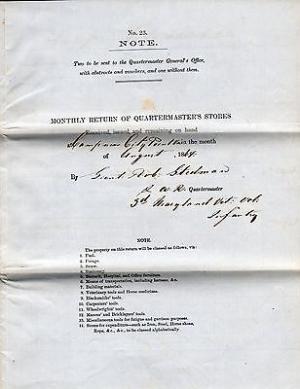 No. 23.
NOTE.
Two to be sent to the Quartermaster General's Office,
with abstracts and vouchers, and one without them.
MONTHLY RETURN OF QUARTERMASTER'S STORES
Received, issued and remaining on hand
in the month
of August, 1864
By Lieut
Quartermaster
3d Maryland Vet. Vol.
Infantry
NOTE.
The property on this return will be classed as follows, viz:
1. Fuel.
2. Forage.
3. Straw.
4. Stationery.
5. Barrack, Hospital, and Office furniture.
6. Means of transportation, including harness, &c.
7. Building materials.
8. Veterinary tools and Horse medicines.
9. Blacksmiths' tools.
10. Carpenters' tools.
11. Wheelwrights' tools.
12. Masons' and Bricklayers' tools.
13. Miscellaneous tools for fatigue and garrison purposes.
14. Stores for expenditure—such as Iron, Steel, Horse shoes,
Rope, &c., &c., to be classed alphabetically.